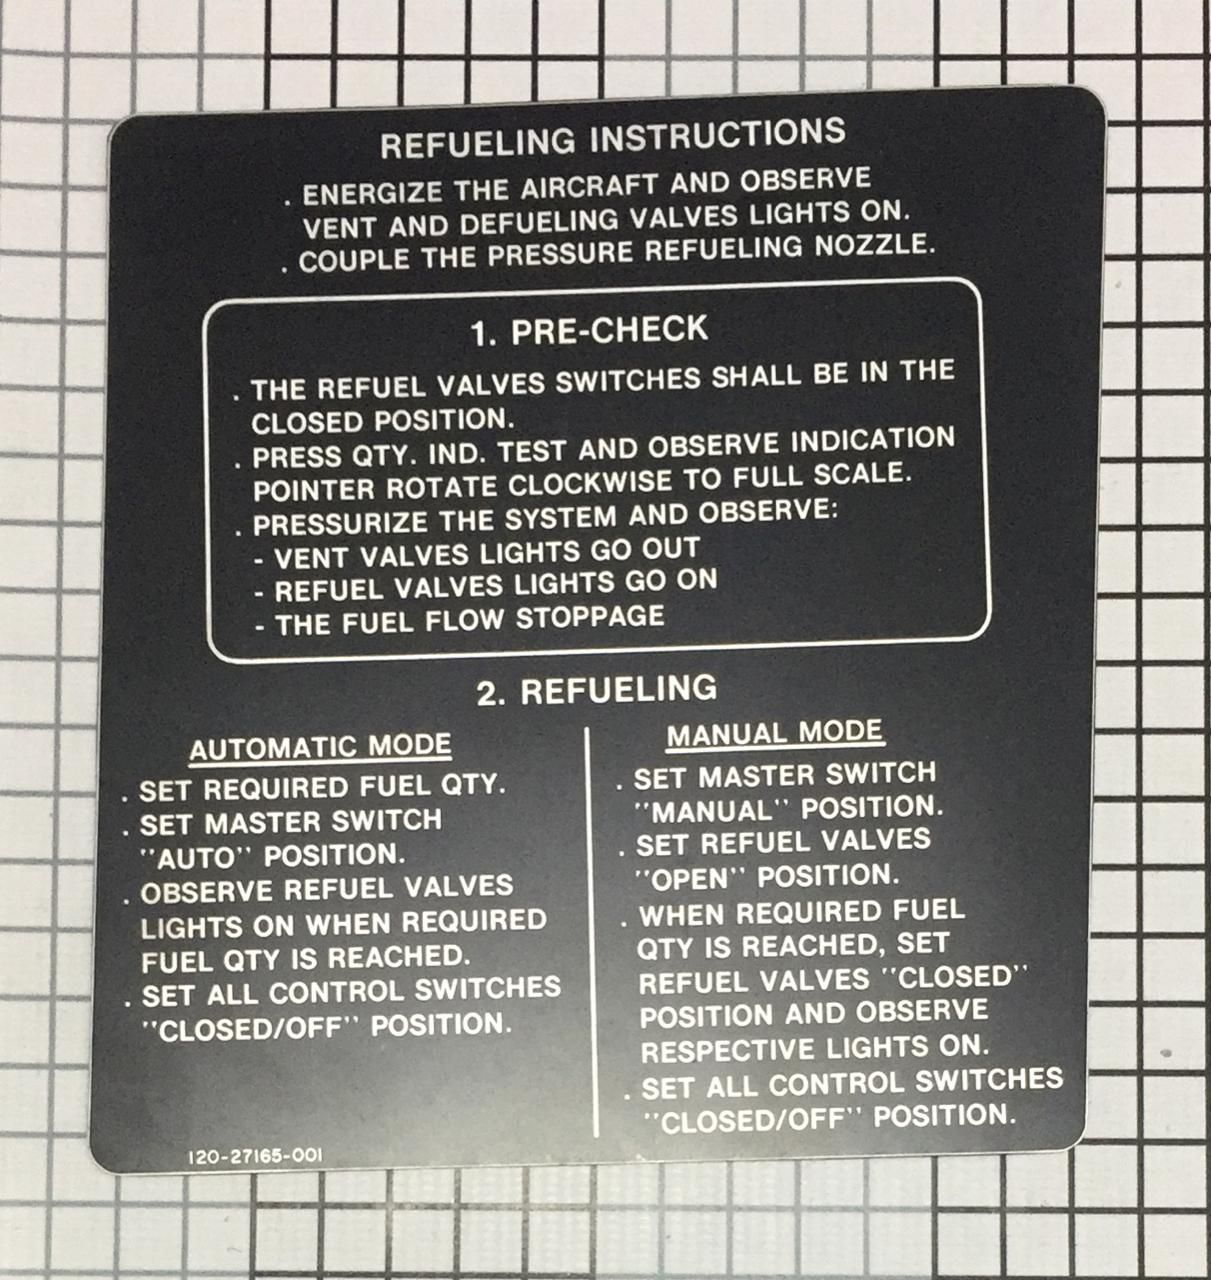 REFUELING INSTRUCTIONS
. ENERGIZE THE AIRCRAFT AND OBSERVE
VENT AND DEFUELING VALVES LIGHTS ON.
. COUPLE THE PRESSURE REFUELING NOZZLE.
1. PRE-CHECK
. THE REFUEL VALVES SWITCHES SHALL BE IN THE
CLOSED POSITION.
. PRESS QTY. IND. TEST AND OBSERVE INDICATION
POINTER ROTATE CLOCKWISE TO FULL SCALE.
. PRESSURIZE THE SYSTEM AND OBSERVE:
- VENT VALVES LIGHTS GO OUT
- REFUEL VALVES LIGHTS GO ON
- THE FUEL FLOW STOPPAGE
2. REFUELING
AUTOMATIC MODE
. SET REQUIRED FUEL QTY.
. SET MASTER SWITCH
"AUTO" POSITION.
. OBSERVE REFUEL VALVES
LIGHTS ON WHEN REQUIRED
FUEL QTY IS REACHED.
. SET ALL CONTROL SWITCHES
"CLOSED/OFF" POSITION.
MANUAL MODE
. SET MASTER SWITCH
"MANUAL" POSITION.
. SET REFUEL VALVES
"OPEN" POSITION.
. WHEN REQUIRED FUEL
QTY IS REACHED, SET
REFUEL VALVES "CLOSED"
POSITION AND OBSERVE
RESPECTIVE LIGHTS ON.
. SET ALL CONTROL SWITCHES
"CLOSED/OFF" POSITION.
120-27165-001